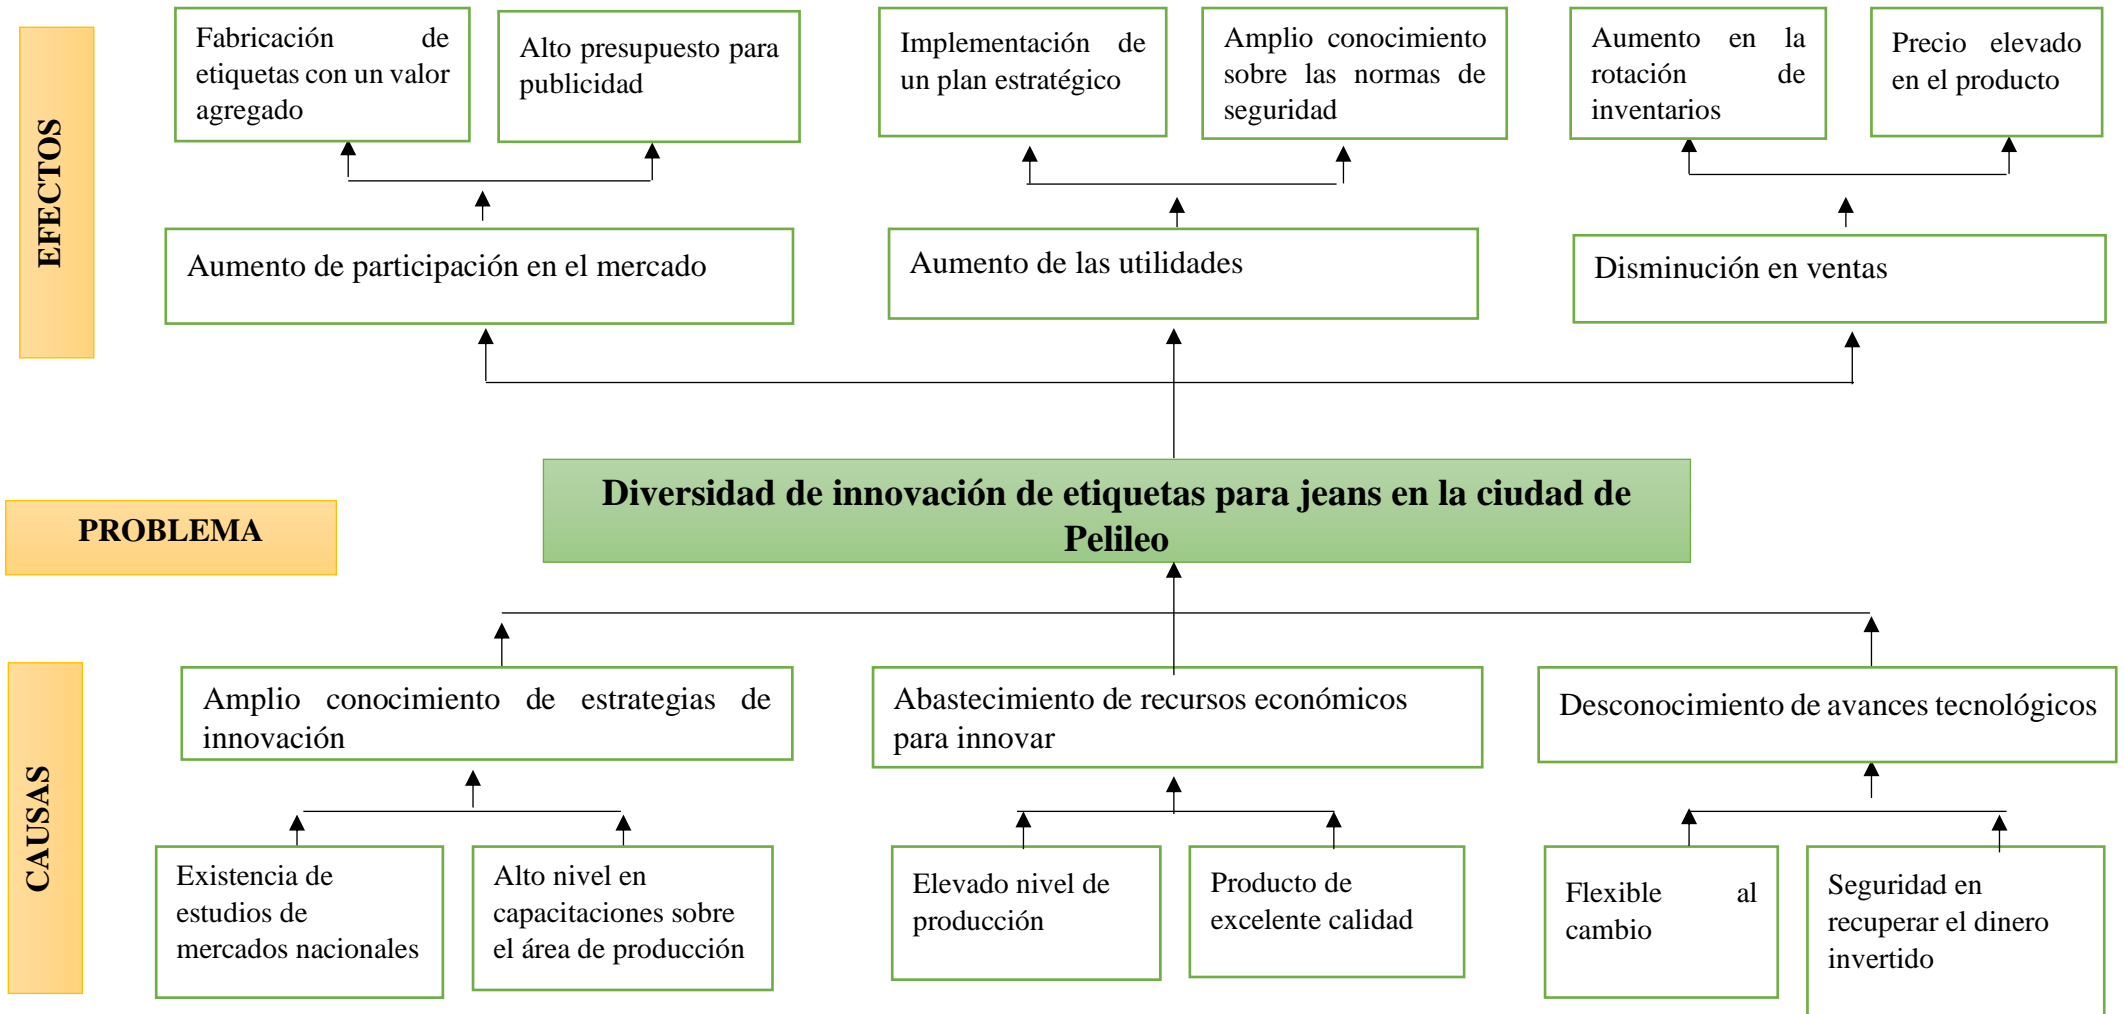 EFECTOS
Fabricación de
etiquetas con un valor
agregado
Alto presupuesto para
publicidad
Implementación de
un plan estratégico
Amplio conocimiento
sobre las normas de
seguridad
Aumento en la
rotación de
inventarios
Precio elevado
en el producto
Aumento de participación en el mercado
Aumento de las utilidades
Disminución en ventas
PROBLEMA
Diversidad de innovación de etiquetas para jeans en la ciudad de
Pelileo
CAUSAS
Amplio conocimiento de estrategias de
innovación
Abastecimiento de recursos económicos
para innovar
Desconocimiento de avances tecnológicos
Existencia de
estudios de
mercados nacionales
Alto nivel en
capacitaciones sobre
el área de producción
Elevado nivel de
producción
Producto de
excelente calidad
Flexible al
cambio
Seguridad en
recuperar el dinero
invertido